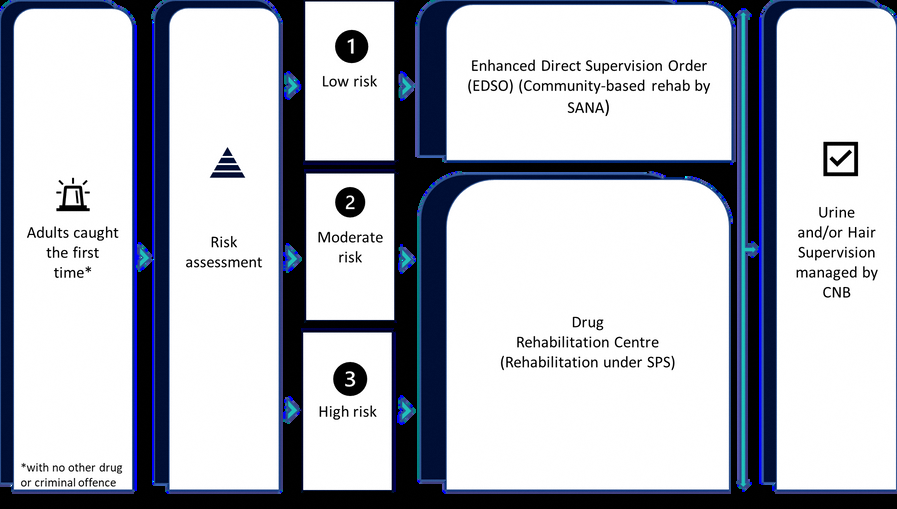 Adults caught
the first
time*
*with no other drug
or criminal offence
Risk
assessment
1
Low risk
2
Moderate
risk
3
High risk
Enhanced Direct Supervision Order
(EDSO) (Community-based rehab by
SANA)
Drug
Rehabilitation Centre
(Rehabilitation under SPS)
Urine
and/or Hair
Supervision
managed by
CNB